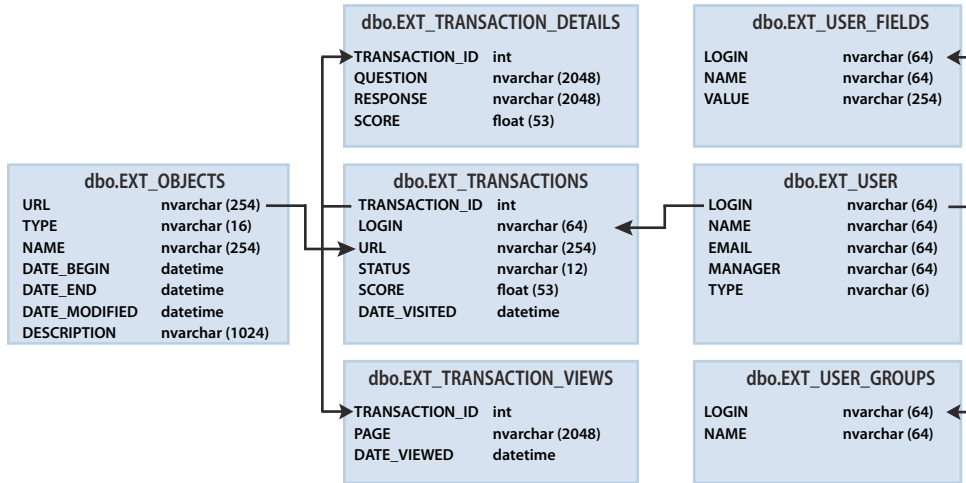 dbo.EXT_TRANSACTION_DETAILS
TRANSACTION_ID int
QUESTION nvarchar (2048)
RESPONSE nvarchar (2048)
SCORE float (53)
dbo.EXT_USER_FIELDS
LOGIN nvarchar (64)
NAME nvarchar (64)
VALUE nvarchar (254)
dbo.EXT_OBJECTS
URL nvarchar (254)
TYPE nvarchar (16)
NAME nvarchar (254)
DATE_BEGIN datetime
DATE_END datetime
DATE_MODIFIED datetime
DESCRIPTION nvarchar (1024)
dbo.EXT_TRANSACTIONS
TRANSACTION_ID int
LOGIN nvarchar (64)
URL nvarchar (254)
STATUS nvarchar (12)
SCORE float (53)
DATE_VISITED datetime
dbo.EXT_USER
LOGIN nvarchar (64)
NAME nvarchar (64)
EMAIL nvarchar (64)
MANAGER nvarchar (64)
TYPE nvarchar (6)
dbo.EXT_TRANSACTION_VIEWS
TRANSACTION_ID int
PAGE nvarchar (2048)
DATE_VIEWED datetime
dbo.EXT_USER_GROUPS
LOGIN nvarchar (64)
NAME nvarchar (64)